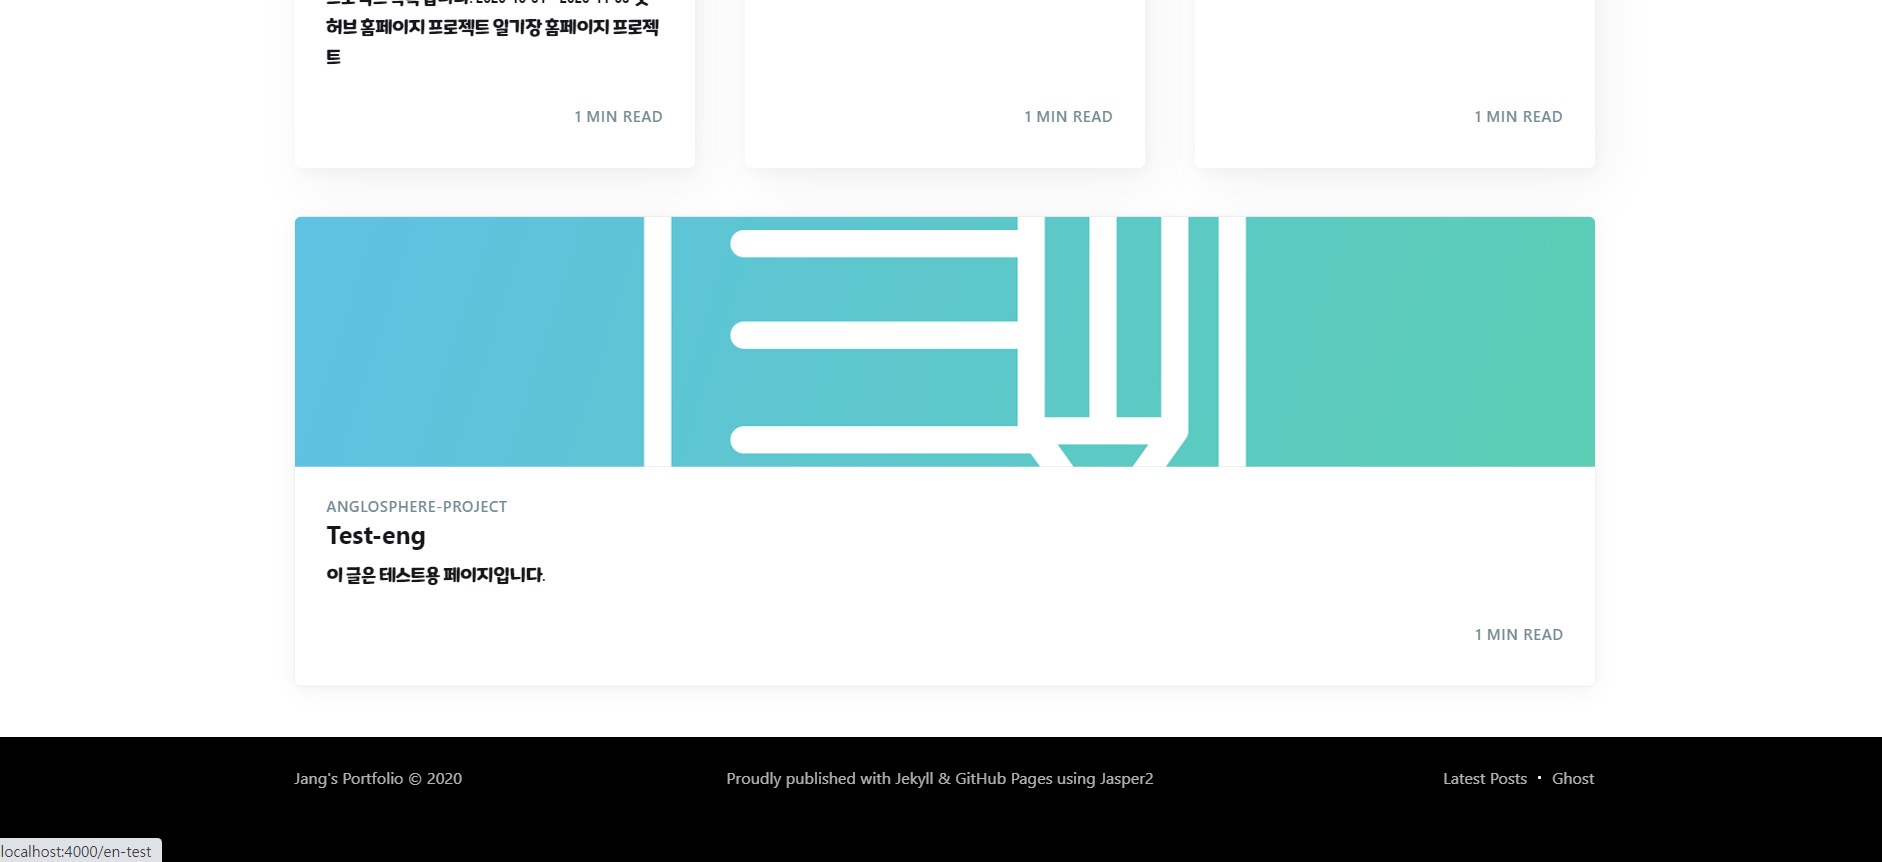 허브 홈페이지 프로젝트 일기장 홈페이지 프로젝
트
1 MIN READ
1 MIN READ
1 MIN READ
ANGLOSPHERE-PROJECT
Test-eng
이 글은 테스트용 페이지입니다.
1 MIN READ
Jang's Portfolio © 2020
Proudly published with Jekyll & GitHub Pages using Jasper2
Latest Posts • Ghost
localhost:4000/en-test